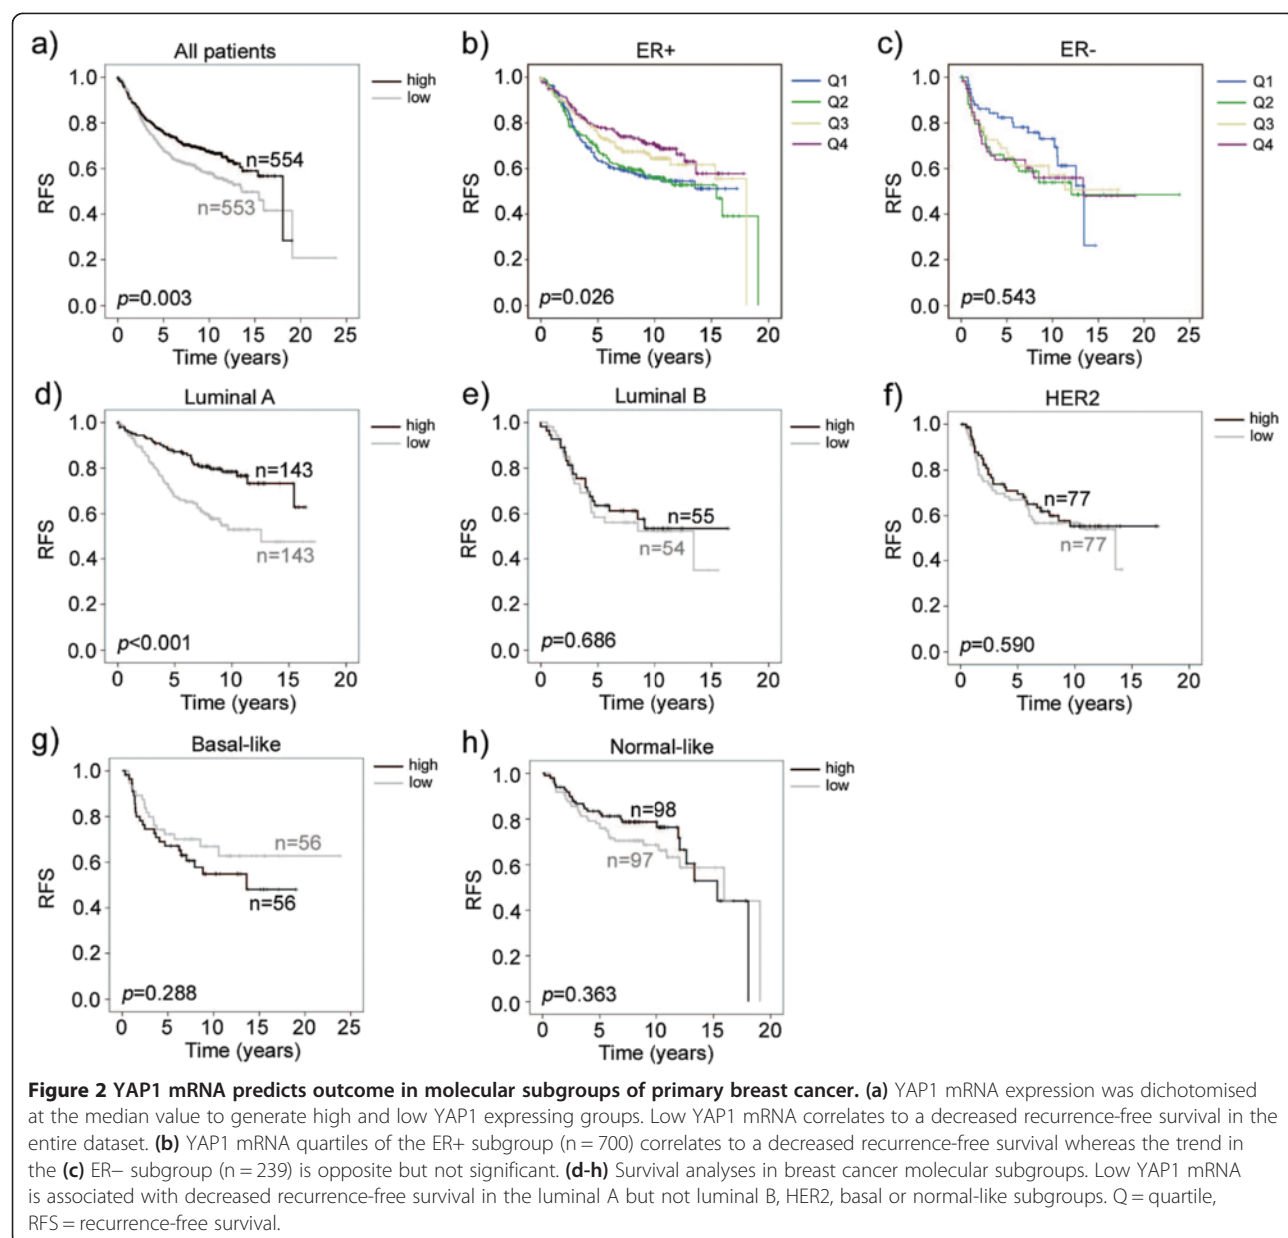 a)
All patients
1.0
0.8
0.6
0.4
0.2
0.0
RFS
high
low
n=554
n=553
p=0.003
0 5 10 15 20 25
Time (years)
b)
ER+
1.0
0.8
0.6
0.4
0.2
0.0
RFS
Q1
Q2
Q3
Q4
p=0.026
0 5 10 15 20
Time (years)
c)
ER-
1.0
0.8
0.6
0.4
0.2
0.0
RFS
Q1
Q2
Q3
Q4
p=0.543
0 5 10 15 20 25
Time (years)
d)
Luminal A
1.0
0.8
0.6
0.4
0.2
0.0
RFS
high
low
n=143
n=143
p<0.001
0 5 10 15 20
Time (years)
e)
Luminal B
1.0
0.8
0.6
0.4
0.2
0.0
RFS
high
low
n=55
n=54
p=0.686
0 5 10 15 20
Time (years)
f)
HER2
1.0
0.8
0.6
0.4
0.2
0.0
RFS
high
low
n=77
n=77
p=0.590
0 5 10 15 20
Time (years)
g)
Basal-like
1.0
0.8
0.6
0.4
0.2
0.0
RFS
high
low
n=56
n=56
p=0.288
0 5 10 15 20 25
Time (years)
h)
Normal-like
1.0
0.8
0.6
0.4
0.2
0.0
RFS
high
low
n=98
n=97
p=0.363
0 5 10 15 20
Time (years)
Figure 2 YAP1 mRNA predicts outcome in molecular subgroups of primary breast cancer. (a) YAP1 mRNA expression was dichotomised
at the median value to generate high and low YAP1 expressing groups. Low YAP1 mRNA correlates to a decreased recurrence-free survival in the
entire dataset. (b) YAP1 mRNA quartiles of the ER+ subgroup (n = 700) correlates to a decreased recurrence-free survival whereas the trend in
the (c) ER− subgroup (n = 239) is opposite but not significant. (d-h) Survival analyses in breast cancer molecular subgroups. Low YAP1 mRNA
is associated with decreased recurrence-free survival in the luminal A but not luminal B, HER2, basal or normal-like subgroups. Q = quartile,
RFS = recurrence-free survival.